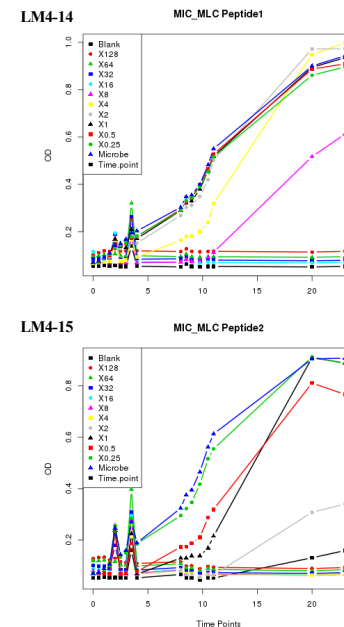 LM4-14
MIC_MLC Peptide1
Blank
X128
X64
X32
X16
X8
X4
X2
X1
X0.5
X0.25
Microbe
Time.point
OD
1.0
0.8
0.6
0.4
0.2
0 5 10 15 20
LM4-15
MIC_MLC Peptide2
Blank
X128
X64
X32
X16
X8
X4
X2
X1
X0.5
X0.25
Microbe
Time.point
OD
0.8
0.6
0.4
0.2
0 5 10 15 20
Time Points